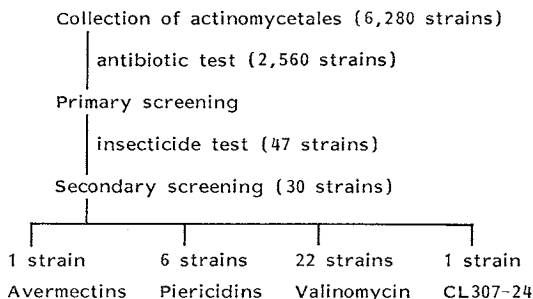 Collection of actinomycetales (6,280 strains)
antibiotic test (2,560 strains)
Primary screening
insecticide test (47 strains)
Secondary screening (30 strains)
1 strain 6 strains 22 strains 1 strain
Avermectins Piericidins Valinomycin CL307-24